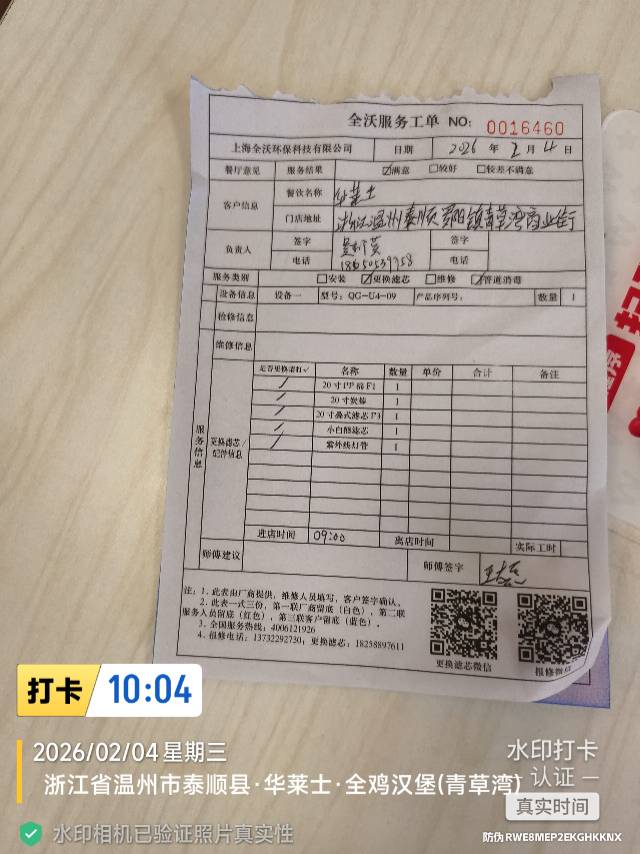 全沃服务工单 NO: 0016460
上海全沃环保科技有限公司 日期 2026 年 2 月 4 日
餐厅意见 服务结果 ☑满意 □较好 □较差不满意
客户信息 餐饮名称 华莱士
门店地址 浙江温州泰顺罗阳镇青草湾商业街
负责人 签字 签字
电话 18650539958 电话
服务类别 □安装 ☑更换滤芯 □维修 ☑管道消毒
设备信息 设备一 型号: QG-U4-09 产品序列号: 数量 1
检修信息
维修信息
服务信息 更换滤芯/配件信息
是否更换请打√ 名称 数量 单价 合计 备注
/ 20寸PP棉F1 1
/ 20寸炭棒 1
/ 20寸叠式滤芯F3 1
/ 小白熊滤芯 1
/ 紫外线灯管 1
进店时间 09:00 离店时间 实际工时
师傅建议 师傅签字
注: 1. 此表由厂商提供, 维修人员填写, 客户签字确认。
2. 此表一式三份, 第一联厂商留底(白色), 第二联
服务人员留底(红色), 第三联客户留底(蓝色)。
3. 全国服务热线: 4006121926
4. 报修电话: 13732292730; 更换滤芯: 18258897611
更换滤芯微信 报修微信
打卡 10:04
2026/02/04 星期三
浙江省温州市泰顺县·华莱士·全鸡汉堡(青草湾)
水印打卡
认证
真实时间
水印相机已验证照片真实性
防伪 RWE8MEP2EKGHKKNX